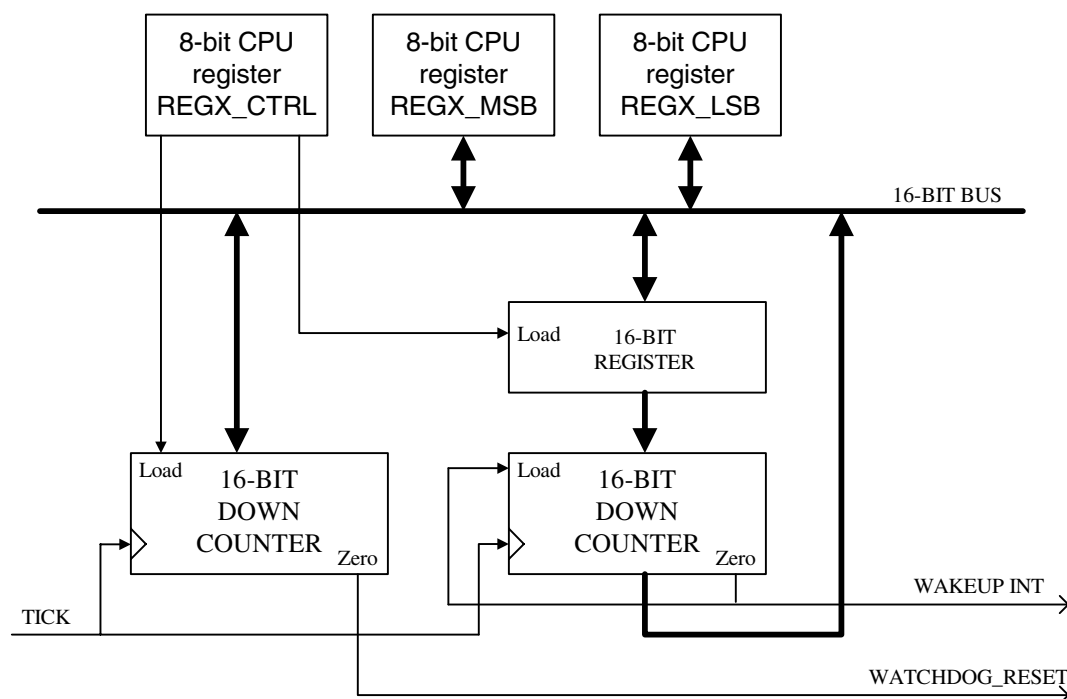 8-bit CPU
register
REGX_CTRL
8-bit CPU
register
REGX_MSB
8-bit CPU
register
REGX_LSB
16-BIT BUS
Load
16-BIT
REGISTER
Load
16-BIT
DOWN
COUNTER
Zero
Load
16-BIT
DOWN
COUNTER
Zero
WAKEUP INT
TICK
WATCHDOG_RESET